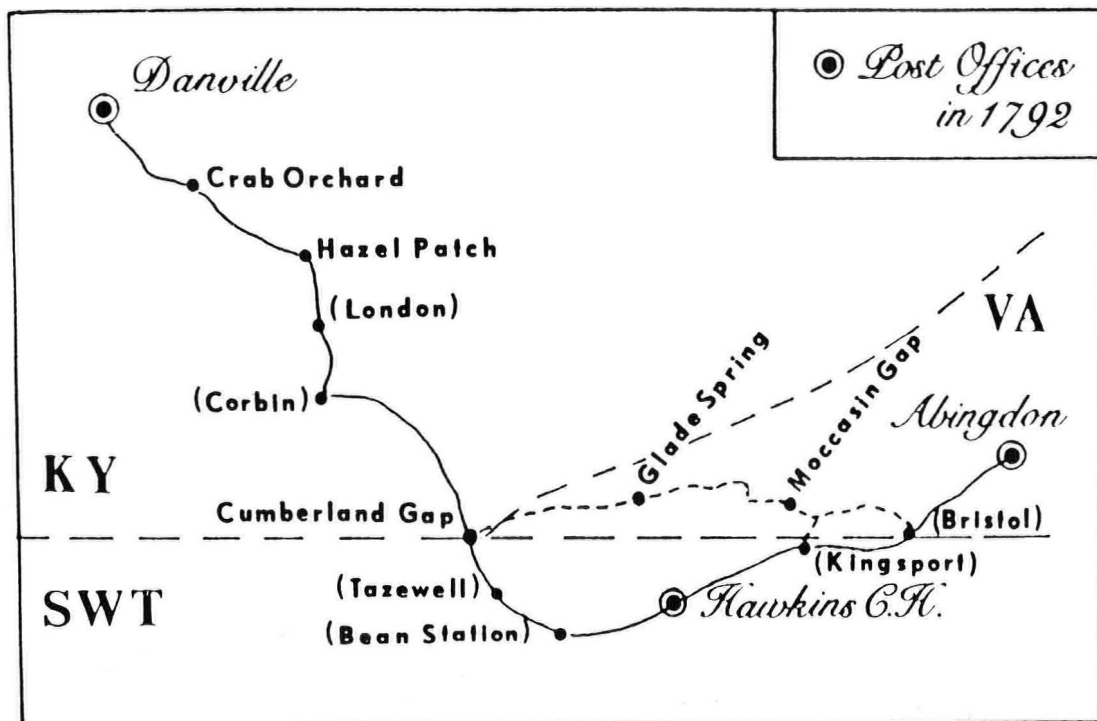 Danville
Post Offices
in 1792
Crab Orchard
Hazel Patch
(London)
VA
Glade Spring
Moccasin Gap
(Corbin)
Abingdon
KY
Cumberland Gap
(Bristol)
(Kingsport)
(Tazewell)
SWT
Hawkins C.H.
(Bean Station)